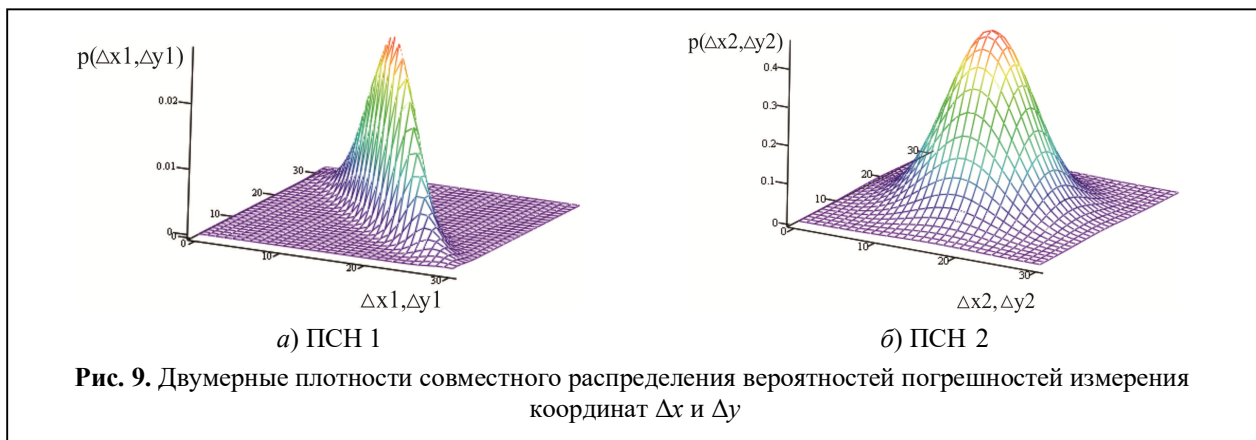 p(△x1,△y1)
0.02
0.01
0
30
20
10
0
0
10
20
30
△x1,△y1
а) ПСН 1
p(△x2,△y2)
0.4
0.3
0.2
0.1
0
30
20
10
0
10
20
30
△x2,△y2
б) ПСН 2
Рис. 9. Двумерные плотности совместного распределения вероятностей погрешностей измерения
координат Δx и Δy